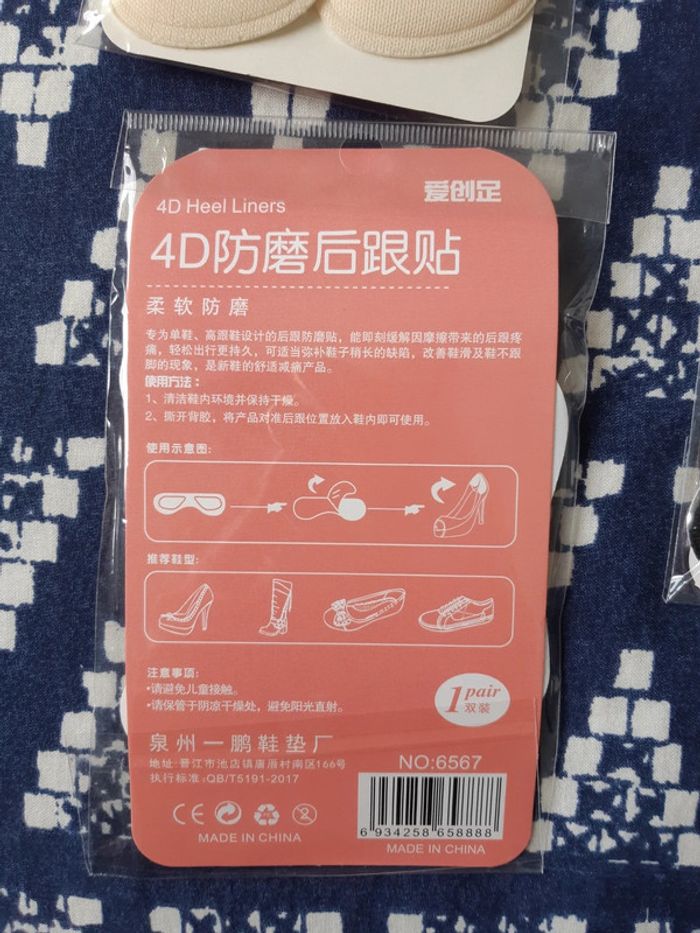 爱创足
4D Heel Liners
4D防磨后跟贴
柔软防磨
专为单鞋、高跟鞋设计的后跟防磨贴，能即刻缓解因摩擦带来的后跟疼
痛，轻松出行更持久，可适当弥补鞋子稍长的缺陷，改善鞋滑及鞋不跟
脚的现象，是新鞋的舒适减痛产品。
使用方法：
1、清洁鞋内环境并保持干燥。
2、撕开背胶，将产品对准后跟位置放入鞋内即可使用。
使用示意图:
推荐鞋型:
注意事项:
•请避免儿童接触。
•请保管于阴凉干燥处，避免阳光直射。
1 pair
双装
泉州一鹏鞋垫厂
地址:晋江市池店镇唐厝村南区166号
执行标准:QB/T5191-2017
NO:6567
CE
MADE IN CHINA
6 934258 658888
MADE IN CHINA